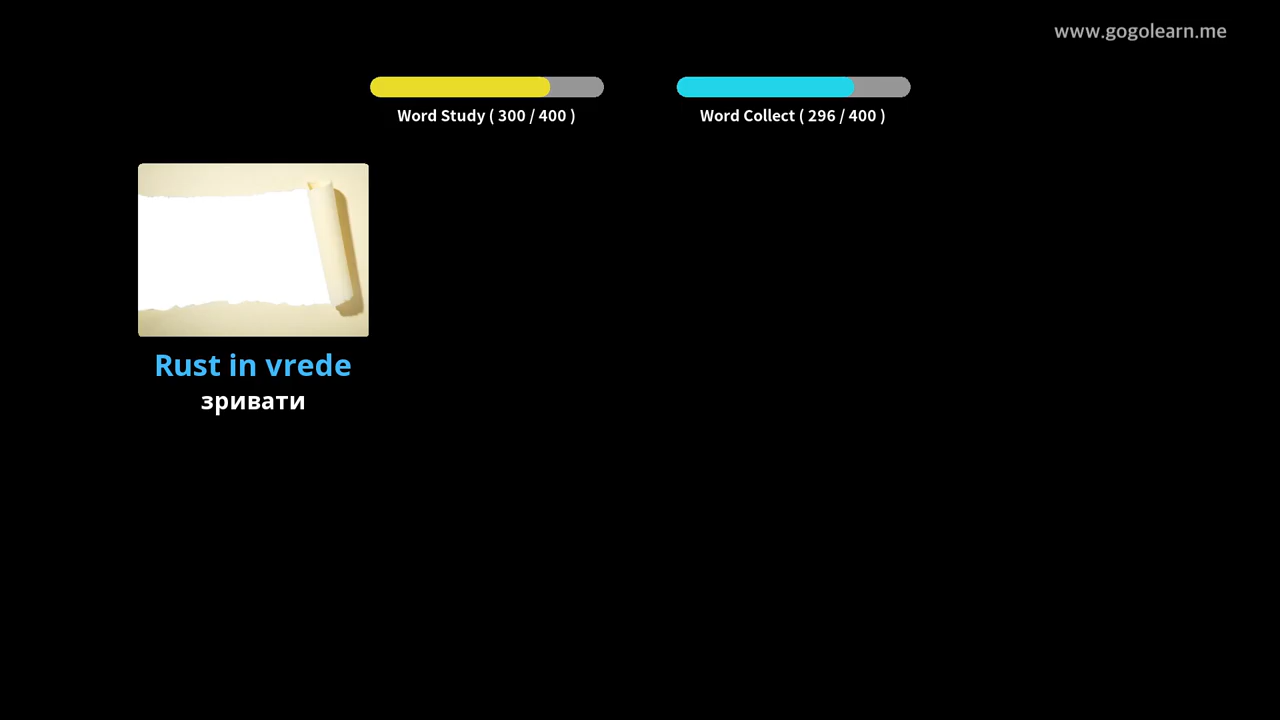 www.gogolearn.me
Word Study ( 300 / 400 )
Word Collect ( 296 / 400 )
Rust in vrede
зривати